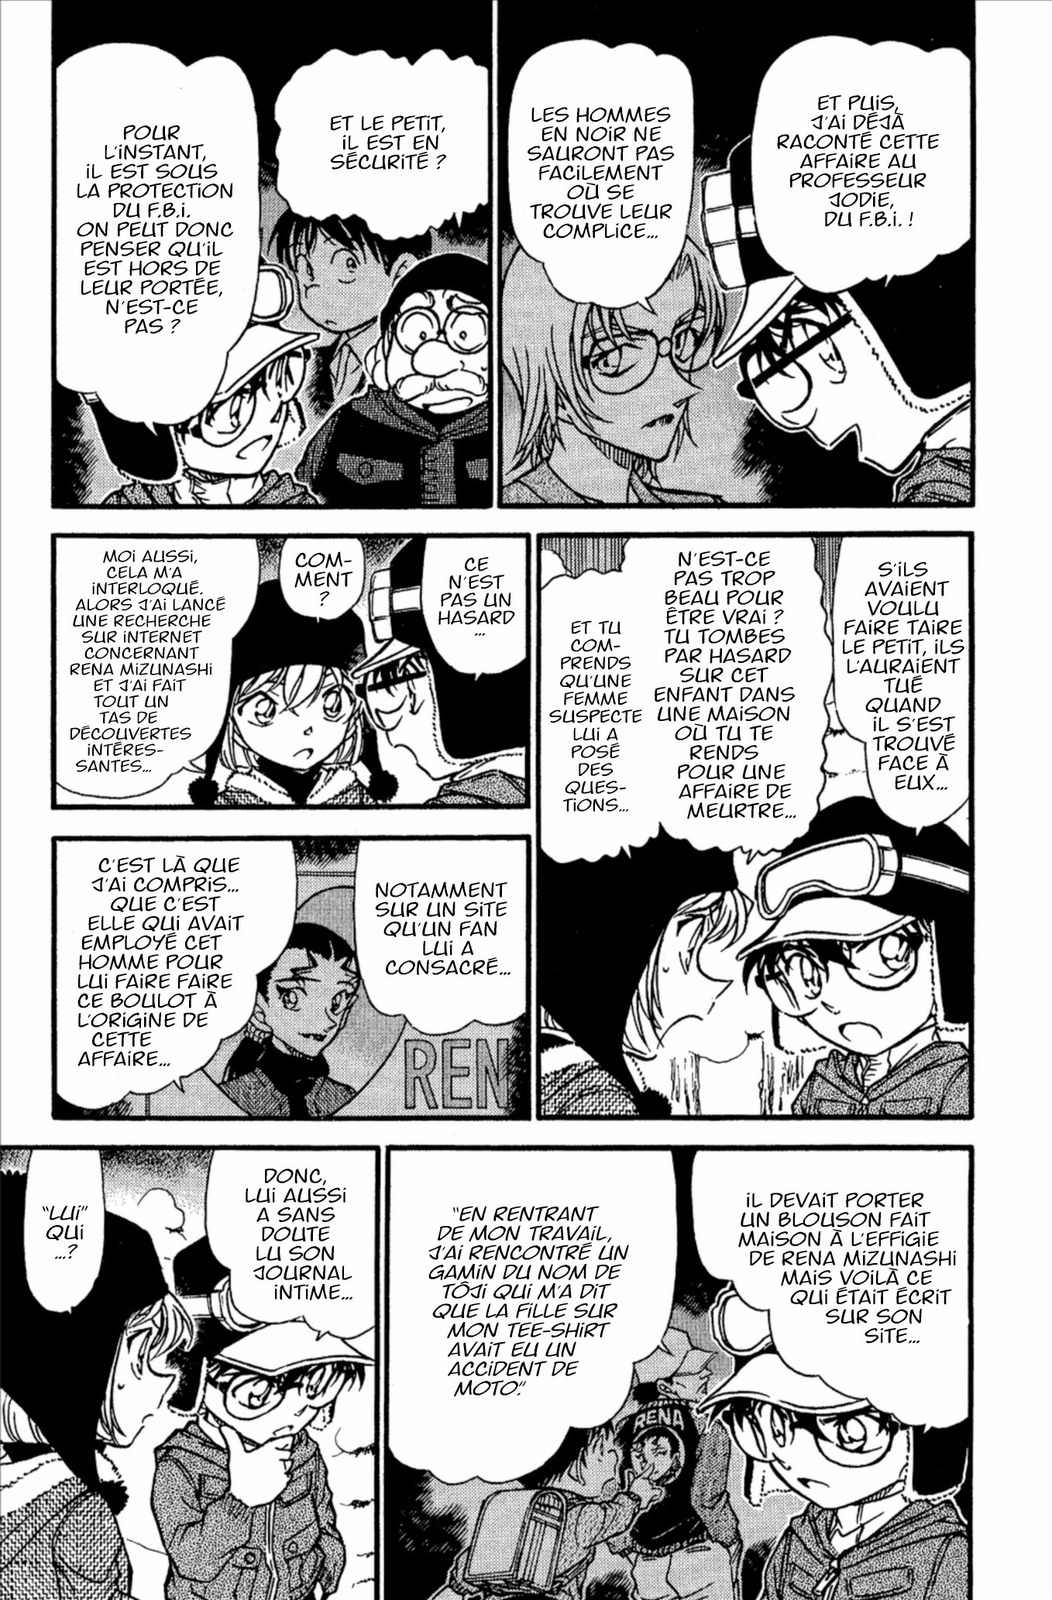 ET PUIS,
J'AI DÉJÀ
RACONTÉ CETTE
AFFAIRE AU
PROFESSEUR
JODIE,
DU F.B.I. !
LES HOMMES
EN NOIR NE
SAURONT PAS
FACILEMENT
OÙ SE
TROUVE LEUR
COMPLICE...
ET LE PETIT,
IL EST EN
SÉCURITÉ ?
POUR
L'INSTANT,
IL EST SOUS
LA PROTECTION
DU F.B.I.
ON PEUT DONC
PENSER QU'IL
EST HORS DE
LEUR PORTÉE,
N'EST-CE
PAS ?
S'ILS
AVAIENT
VOULU
FAIRE TAIRE
LE PETIT, ILS
L'AURAIENT
TUÉ
QUAND
IL S'EST
TROUVÉ
FACE À
EUX...
N'EST-CE
PAS TROP
BEAU POUR
ÊTRE VRAI ?
TU TOMBES
PAR HASARD
SUR CET
ENFANT DANS
UNE MAISON
OÙ TU TE
RENDS
POUR UNE
AFFAIRE DE
MEURTRE...
ET TU
COM-
PRENDS
QU'UNE
FEMME
SUSPECTE
LUI A
POSÉ
DES
QUES-
TIONS...
CE
N'EST
PAS UN
HASARD
...
COM-
MENT
?
MOI AUSSI,
CELA M'A
INTERLOQUÉ.
ALORS J'AI LANCÉ
UNE RECHERCHE
SUR INTERNET
CONCERNANT
RENA MIZUNASHI
ET J'AI FAIT
TOUT UN
TAS DE
DÉCOUVERTES
INTÉRES-
SANTES...
NOTAMMENT
SUR UN SITE
QU'UN FAN
LUI A
CONSACRÉ...
C'EST LÀ QUE
J'AI COMPRIS...
QUE C'EST
ELLE QUI AVAIT
EMPLOYÉ CET
HOMME POUR
LUI FAIRE FAIRE
CE BOULOT À
L'ORIGINE DE
CETTE
AFFAIRE...
REN
IL DEVAIT PORTER
UN BLOUSON FAIT
MAISON À L'EFFIGIE
DE RENA MIZUNASHI
MAIS VOILÀ CE
QUI ÉTAIT ÉCRIT
SUR SON
SITE...
"EN RENTRANT
DE MON TRAVAIL,
J'AI RENCONTRÉ UN
GAMIN DU NOM DE
TÔJI QUI M'A DIT
QUE LA FILLE SUR
MON TEE-SHIRT
AVAIT EU UN
ACCIDENT DE
MOTO."
RENA
DONC,
LUI AUSSI
A SANS
DOUTE
LU SON
JOURNAL
INTIME...
"LUI"
QUI
...?